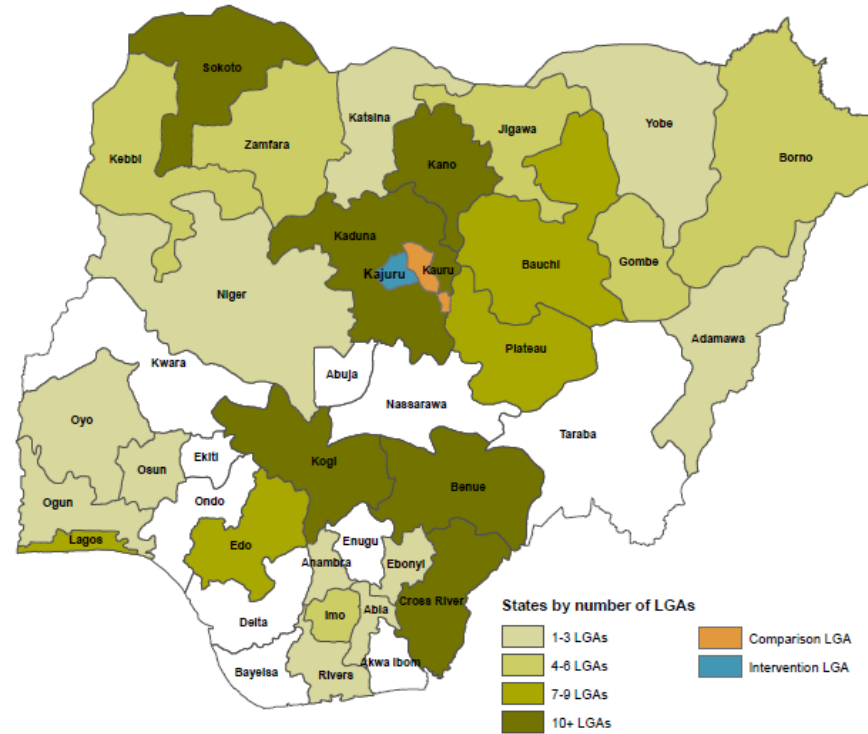 Sokoto
Katsina
Yobe
Jigawa
Zamfara
Kebbi
Kano
Borno
Kaduna
Kajuru
Kauru
Bauchi
Gombe
Niger
Adamawa
Plateau
Kwara
Abuja
Nassarawa
Oyo
Taraba
Ekiti
Osun
Kogi
Benue
Ogun
Ondo
Lagos
Edo
Enugu
Anambra
Ebonyi
Cross River
Imo
Abia
Delta
Akwa Ibom
Bayelsa
Rivers
States by number of LGAs
1-3 LGAs
4-6 LGAs
7-9 LGAs
10+ LGAs
Comparison LGA
Intervention LGA